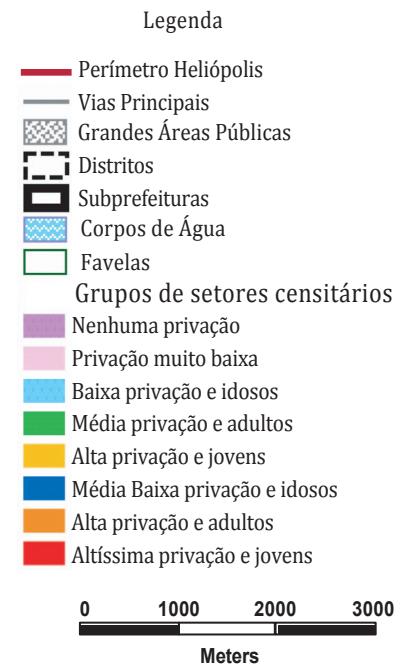 Legenda
Perímetro Heliópolis
Vias Principais
Grandes Áreas Públicas
Distritos
Subprefeituras
Corpos de Água
Favelas
Grupos de setores censitários
Nenhuma privação
Privação muito baixa
Baixa privação e idosos
Média privação e adultos
Alta privação e jovens
Média Baixa privação e idosos
Alta privação e adultos
Altíssima privação e jovens
0 1000 2000 3000
Meters